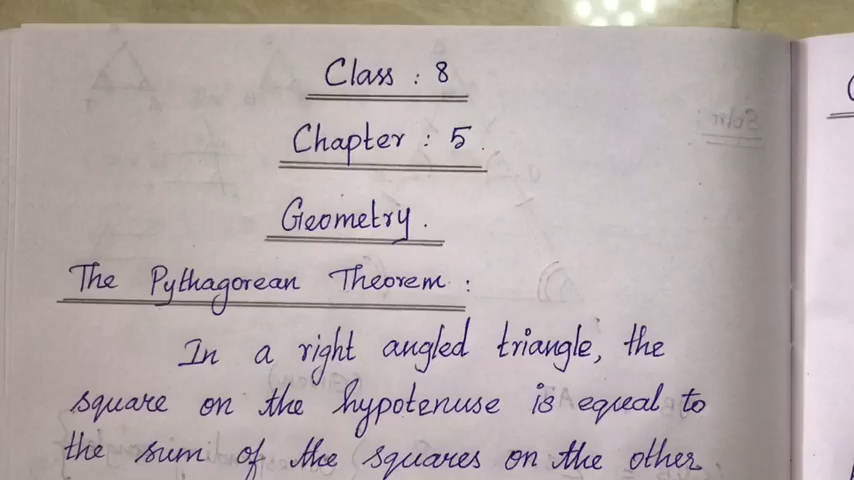 Class : 8
Chapter : 5.
Geometry.
The Pythagorean Theorem :
In a right angled triangle, the
square on the hypotenuse is equal to
the sum of the squares on the other